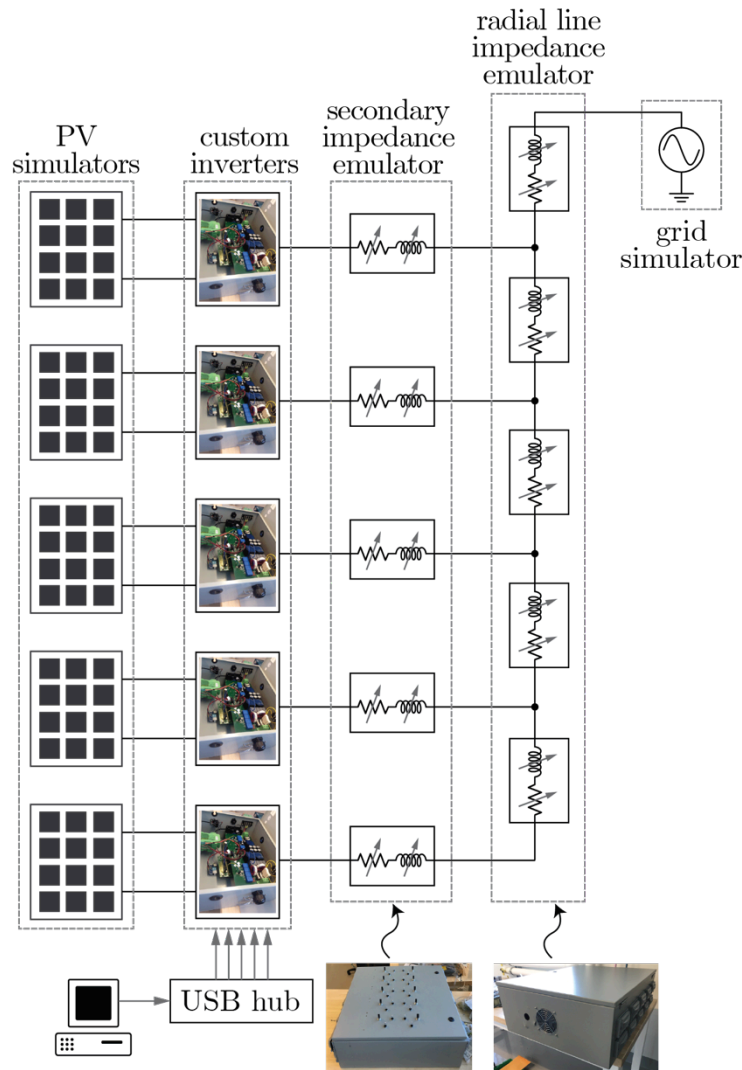 radial line
impedance
emulator
secondary
impedance
emulator
PV
simulators
custom
inverters
grid
simulator
USB hub